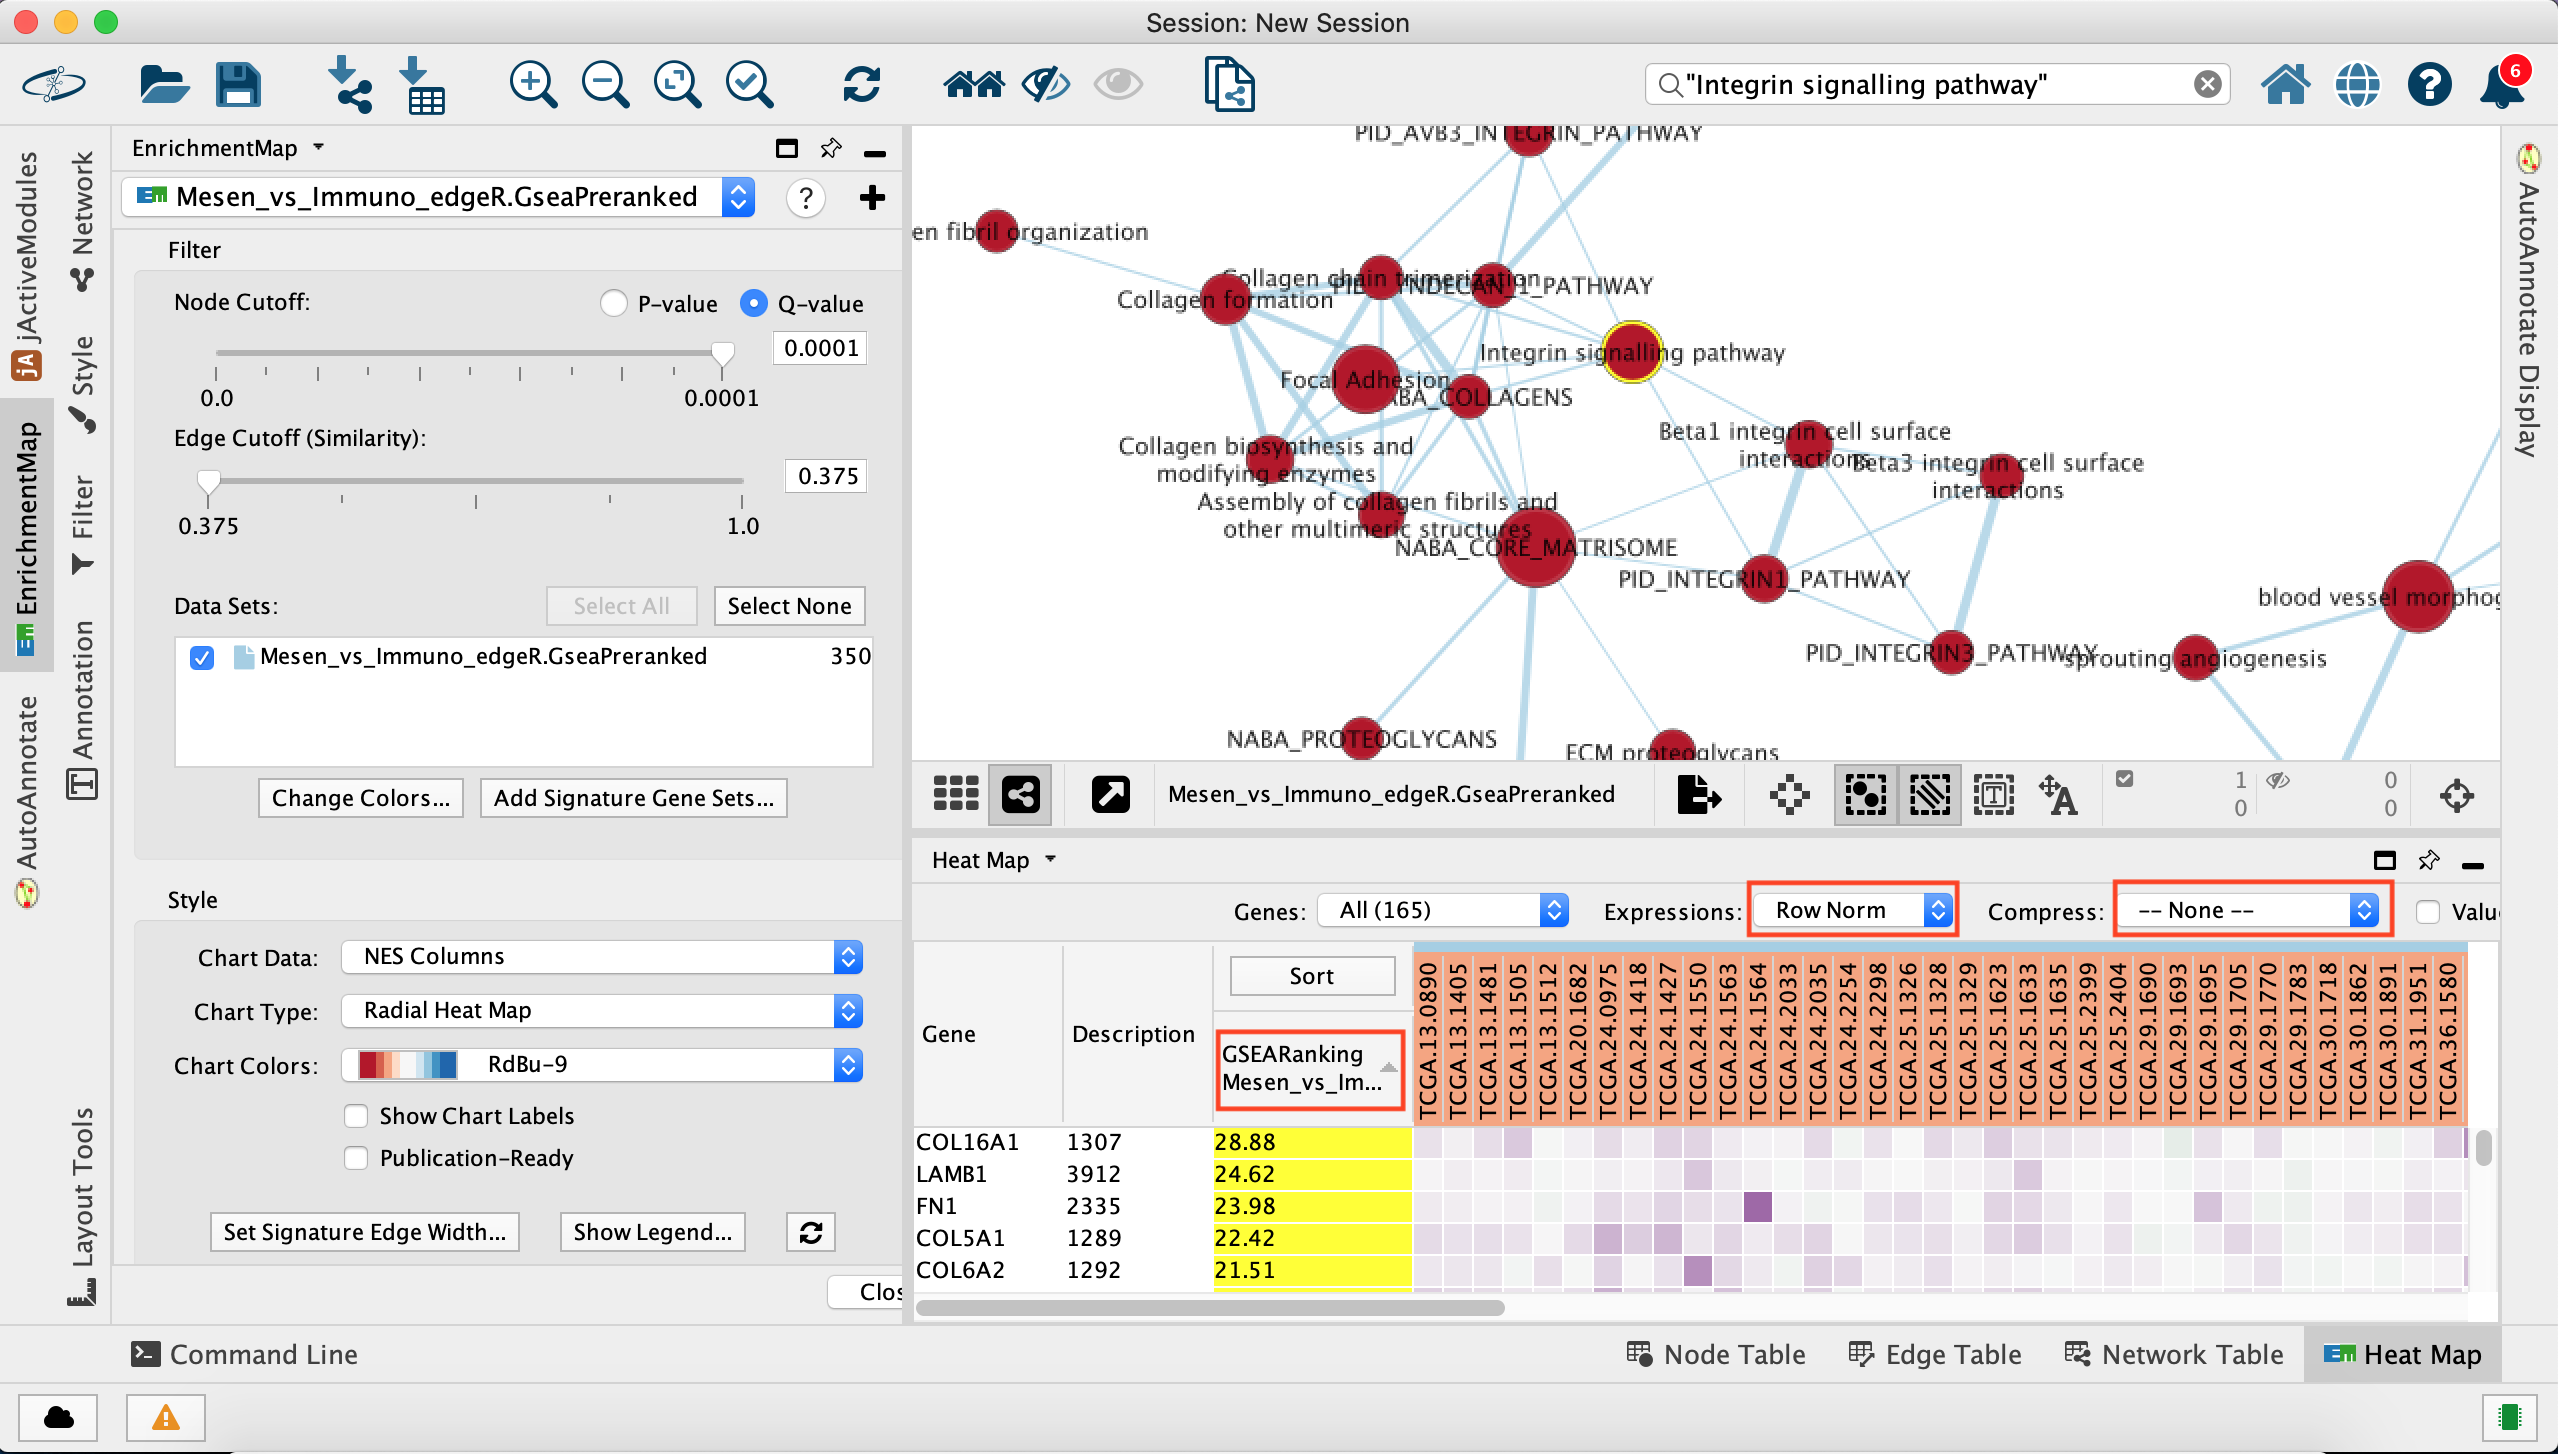 Session: New Session
"Integrin signalling pathway"
6
jActiveModules
EnrichmentMap
AutoAnnotate
Network
Style
Filter
Annotation
Layout Tools
EnrichmentMap
Mesen_vs_Immuno_edgeR.GseaPreranked
?
Filter
Node Cutoff:
P-value
Q-value
0.0001
0.0
0.0001
Edge Cutoff (Similarity):
0.375
0.375
1.0
Data Sets:
Select All
Select None
Mesen_vs_Immuno_edgeR.GseaPreranked 350
Change Colors...
Add Signature Gene Sets...
Style
Chart Data: NES Columns
Chart Type: Radial Heat Map
Chart Colors: RdBu-9
Show Chart Labels
Publication-Ready
Set Signature Edge Width...
Show Legend...
Clos
PID_AVB3_INTEGRIN_PATHWAY
en fibril organization
Collagen chain trimerization
Collagen formation
NDECAN_1_PATHWAY
Integrin signalling pathway
Focal Adhesion
ABA_COLLAGENS
Collagen biosynthesis and
modifying enzymes
Beta1 integrin cell surface
interactions
Beta3 integrin cell surface
interactions
Assembly of collagen fibrils and
other multimeric structures
NABA_CORE_MATRISOME
PID_INTEGRIN1_PATHWAY
blood vessel morphog
PID_INTEGRIN3_PATHWAY
sprouting angiogenesis
NABA_PROTEOGLYCANS
ECM proteoglycans
Mesen_vs_Immuno_edgeR.GseaPreranked
1
0
0
0
AutoAnnotate Display
Heat Map
Genes: All (165)
Expressions: Row Norm
Compress: -- None --
Valu
Gene
Description
Sort
GSEARanking
Mesen_vs_Im...
TCGA.13.0890
TCGA.13.1405
TCGA.13.1481
TCGA.13.1505
TCGA.13.1512
TCGA.20.1682
TCGA.24.0975
TCGA.24.1418
TCGA.24.1427
TCGA.24.1550
TCGA.24.1563
TCGA.24.1564
TCGA.24.2033
TCGA.24.2035
TCGA.24.2254
TCGA.24.2298
TCGA.25.1326
TCGA.25.1328
TCGA.25.1329
TCGA.25.1623
TCGA.25.1633
TCGA.25.1635
TCGA.25.2399
TCGA.25.2404
TCGA.29.1690
TCGA.29.1693
TCGA.29.1695
TCGA.29.1705
TCGA.29.1770
TCGA.29.1783
TCGA.30.1718
TCGA.30.1862
TCGA.30.1891
TCGA.31.1951
TCGA.36.1580
COL16A1 1307 28.88
LAMB1 3912 24.62
FN1 2335 23.98
COL5A1 1289 22.42
COL6A2 1292 21.51
Command Line
Node Table
Edge Table
Network Table
Heat Map